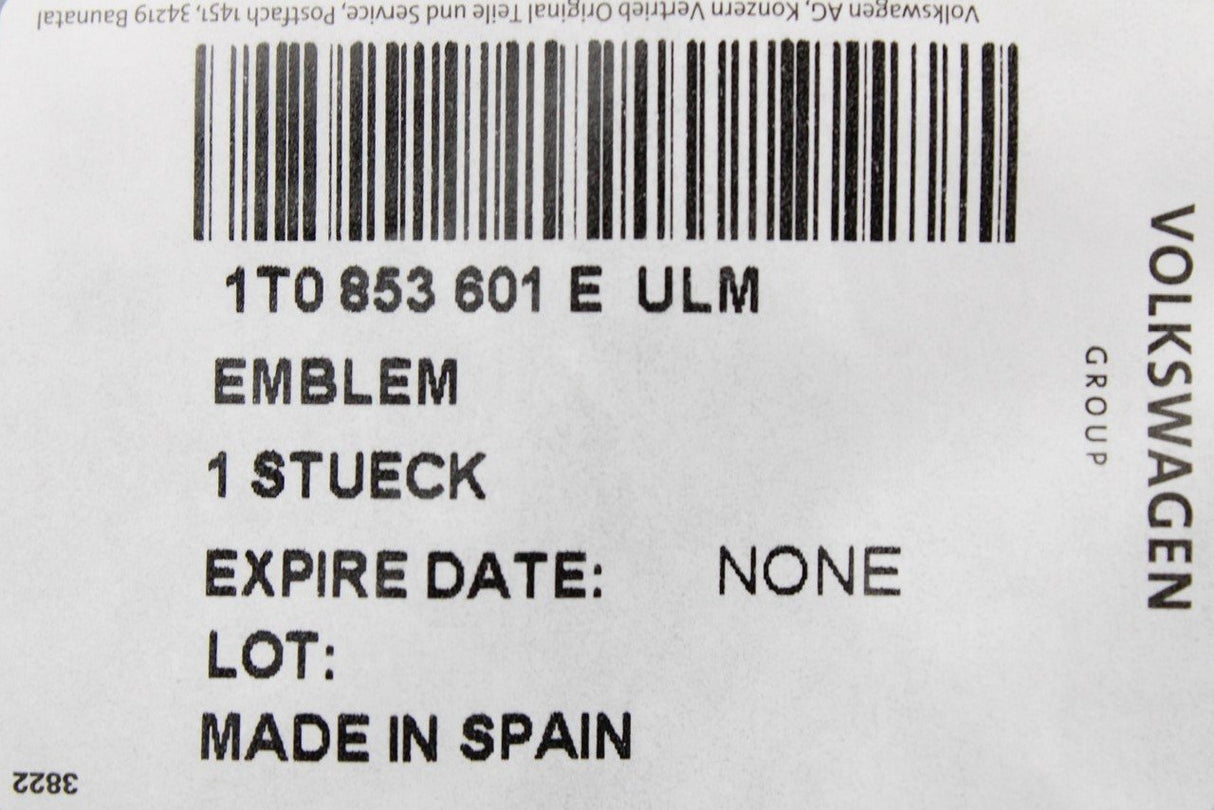 Volkswagen AG, Konzern Vertrieb Original Teile und Service, Postfach 1451, 34219 Baunatal
1T0 853 601 E ULM
EMBLEM
1 STUECK
EXPIRE DATE: NONE
LOT:
MADE IN SPAIN
3822
VOLKSWAGEN
GROUP